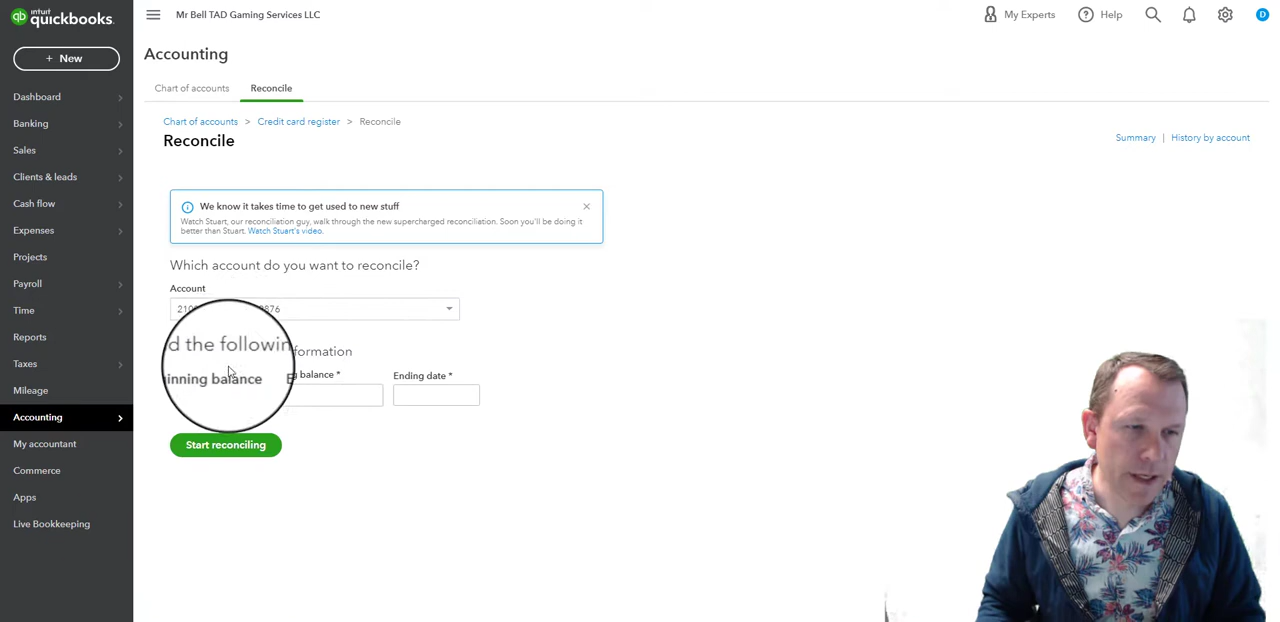 intuit
quickbooks.
+ New
Dashboard
Banking
Sales
Clients & leads
Cash flow
Expenses
Projects
Payroll
Time
Reports
Taxes
Mileage
Accounting
My accountant
Commerce
Apps
Live Bookkeeping
Mr Bell TAD Gaming Services LLC
My Experts
Help
D
Accounting
Chart of accounts
Reconcile
Chart of accounts > Credit card register > Reconcile
Reconcile
Summary | History by account
We know it takes time to get used to new stuff
Watch Stuart, our reconciliation guy, walk through the new supercharged reconciliation. Soon you'll be doing it
better than Stuart. Watch Stuart's video.
Which account do you want to reconcile?
Account
d the followin formation
inning balance balance * Ending date *
Start reconciling